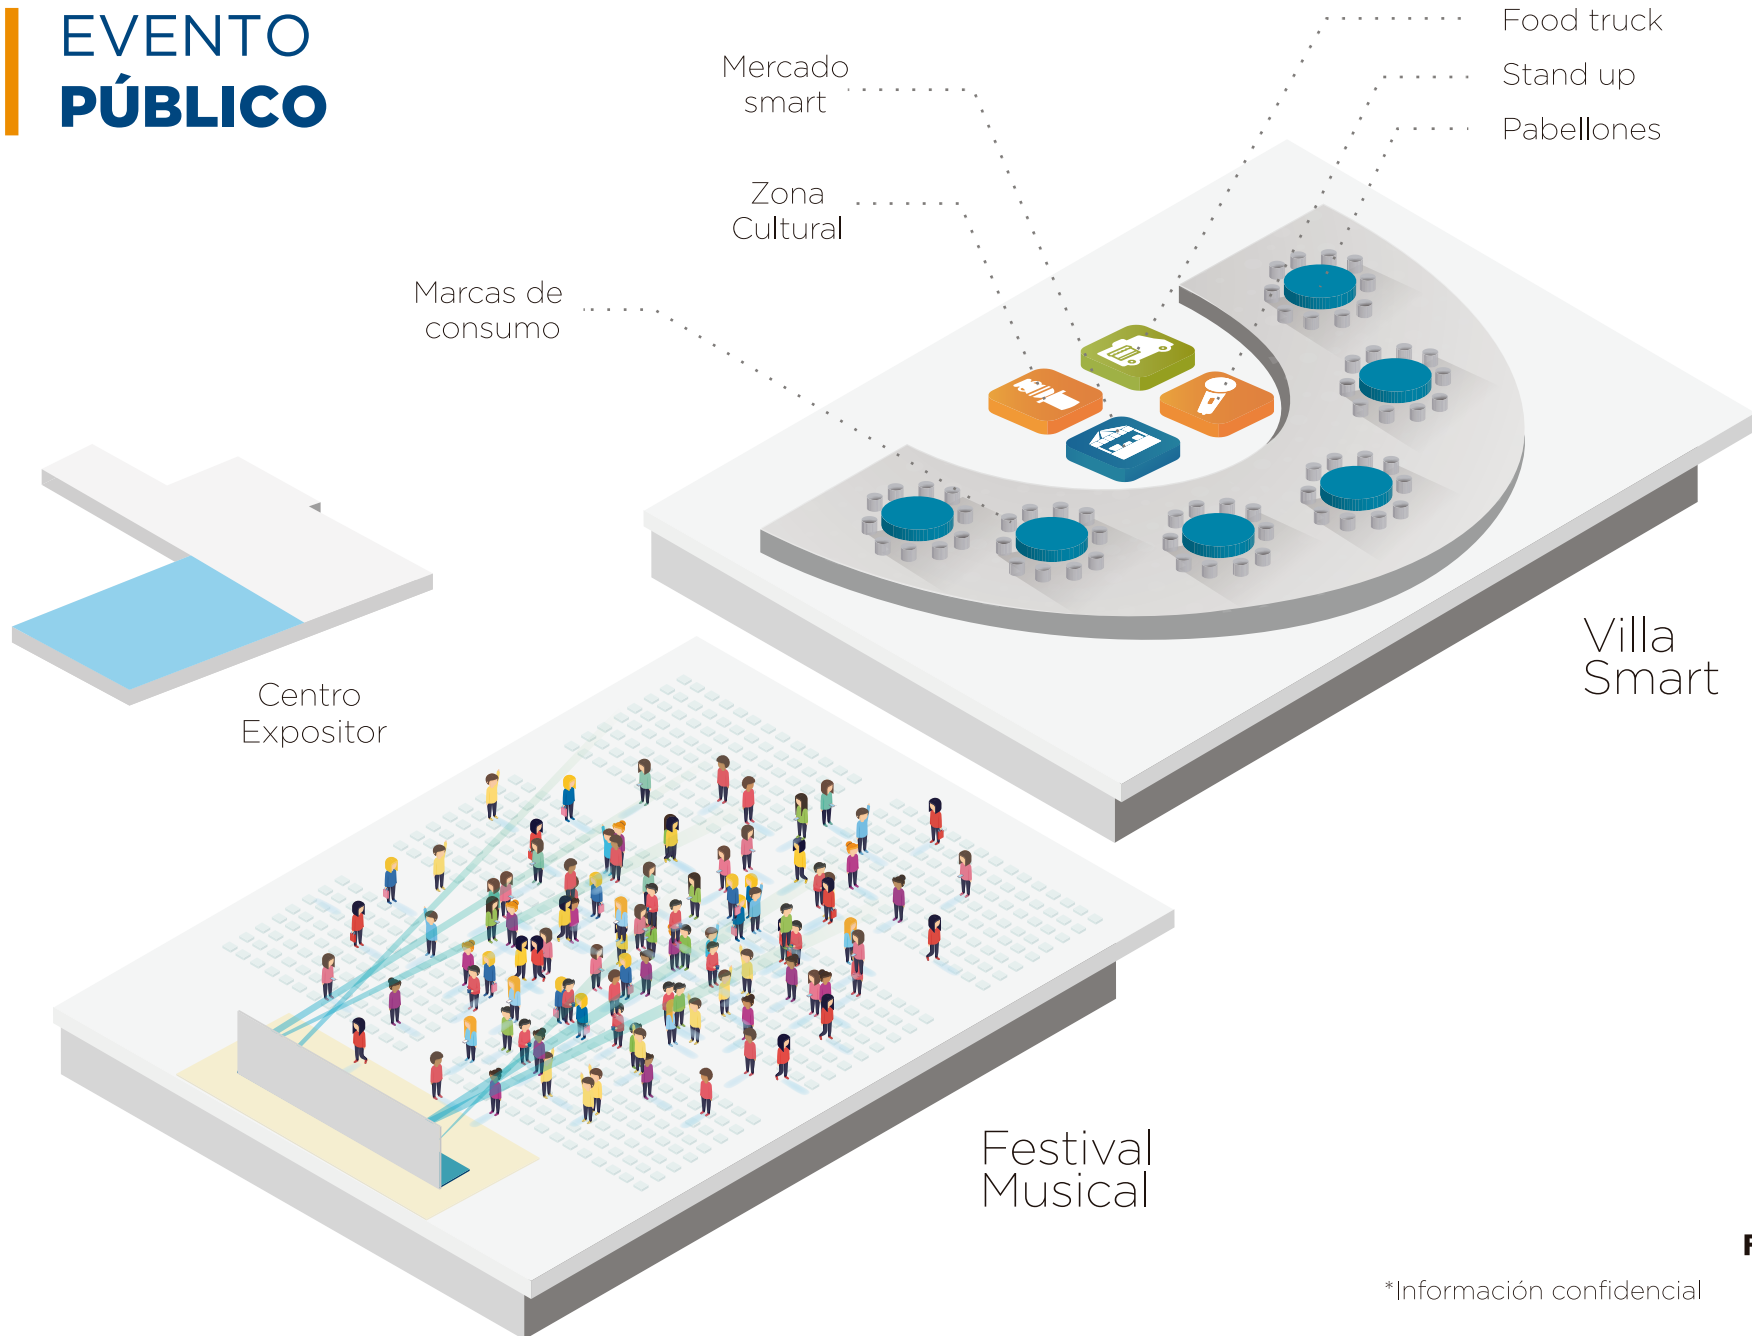 EVENTO
PÚBLICO
Food truck
Mercado
smart
Stand up
Pabellones
Zona
Cultural
Marcas de
consumo
Villa
Smart
Centro
Expositor
Festival
Musical
*Información confidencial